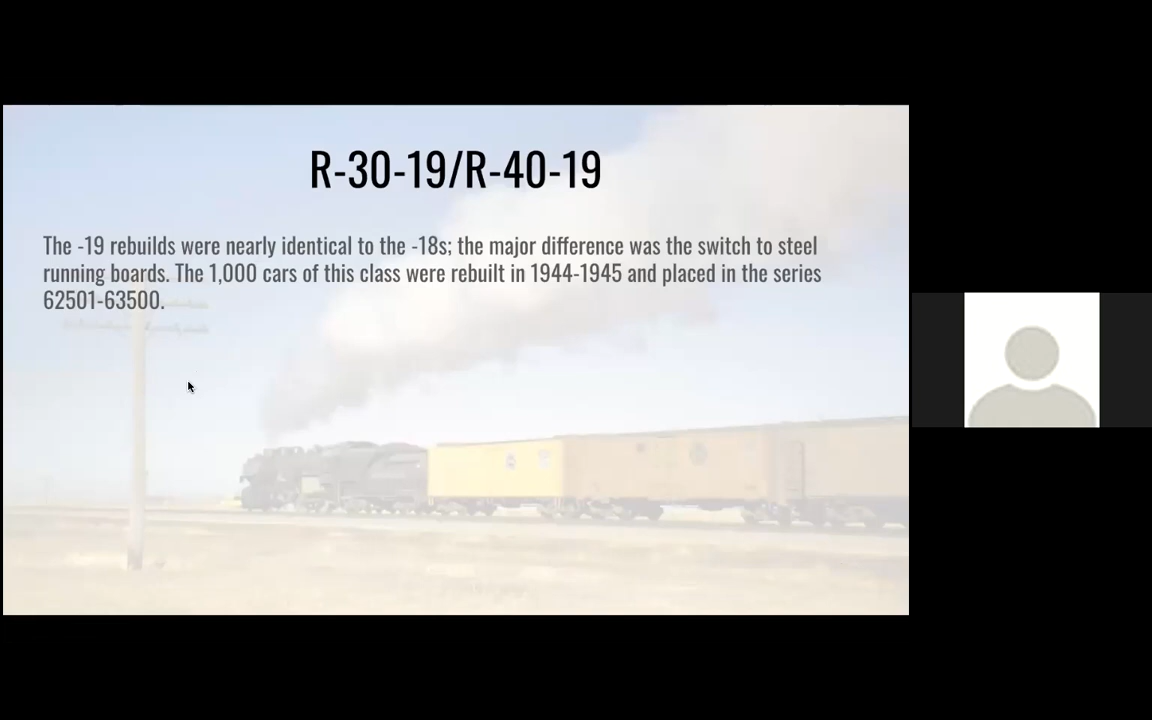 R-30-19/R-40-19
The -19 rebuilds were nearly identical to the -18s; the major difference was the switch to steel
running boards. The 1,000 cars of this class were rebuilt in 1944-1945 and placed in the series
62501-63500.